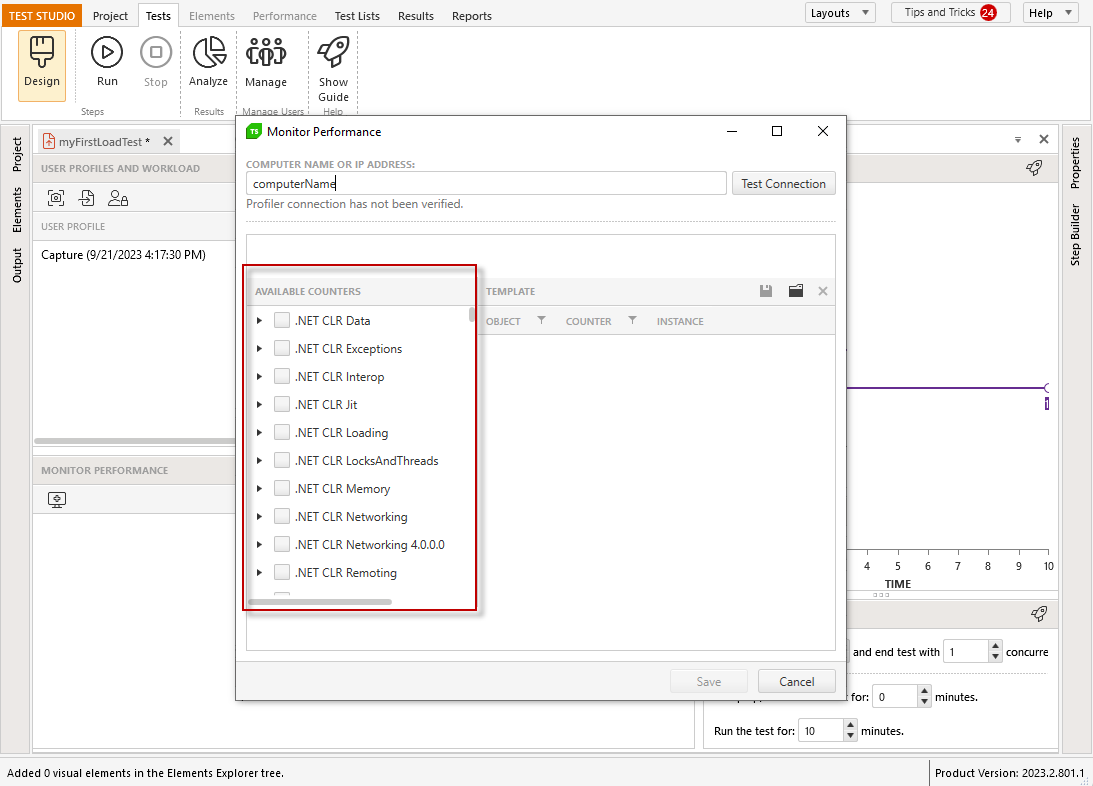 TEST STUDIO Project Tests Elements Performance Test Lists Results Reports Layouts Tips and Tricks 24 Help
Design Run Stop Analyze Manage Show Guide
Steps Results Manage Users Help
Project
Elements
Output
myFirstLoadTest *
USER PROFILES AND WORKLOAD
USER PROFILE
Capture (9/21/2023 4:17:30 PM)
MONITOR PERFORMANCE
TS Monitor Performance
COMPUTER NAME OR IP ADDRESS:
computerName Test Connection
Profiler connection has not been verified.
AVAILABLE COUNTERS
.NET CLR Data
.NET CLR Exceptions
.NET CLR Interop
.NET CLR Jit
.NET CLR Loading
.NET CLR LocksAndThreads
.NET CLR Memory
.NET CLR Networking
.NET CLR Networking 4.0.0.0
.NET CLR Remoting
TEMPLATE
OBJECT COUNTER INSTANCE
Save Cancel
1
4 5 6 7 8 9 10
TIME
and end test with 1 concurre
for: 0 minutes.
Run the test for: 10 minutes.
Properties
Step Builder
Added 0 visual elements in the Elements Explorer tree. Product Version: 2023.2.801.1